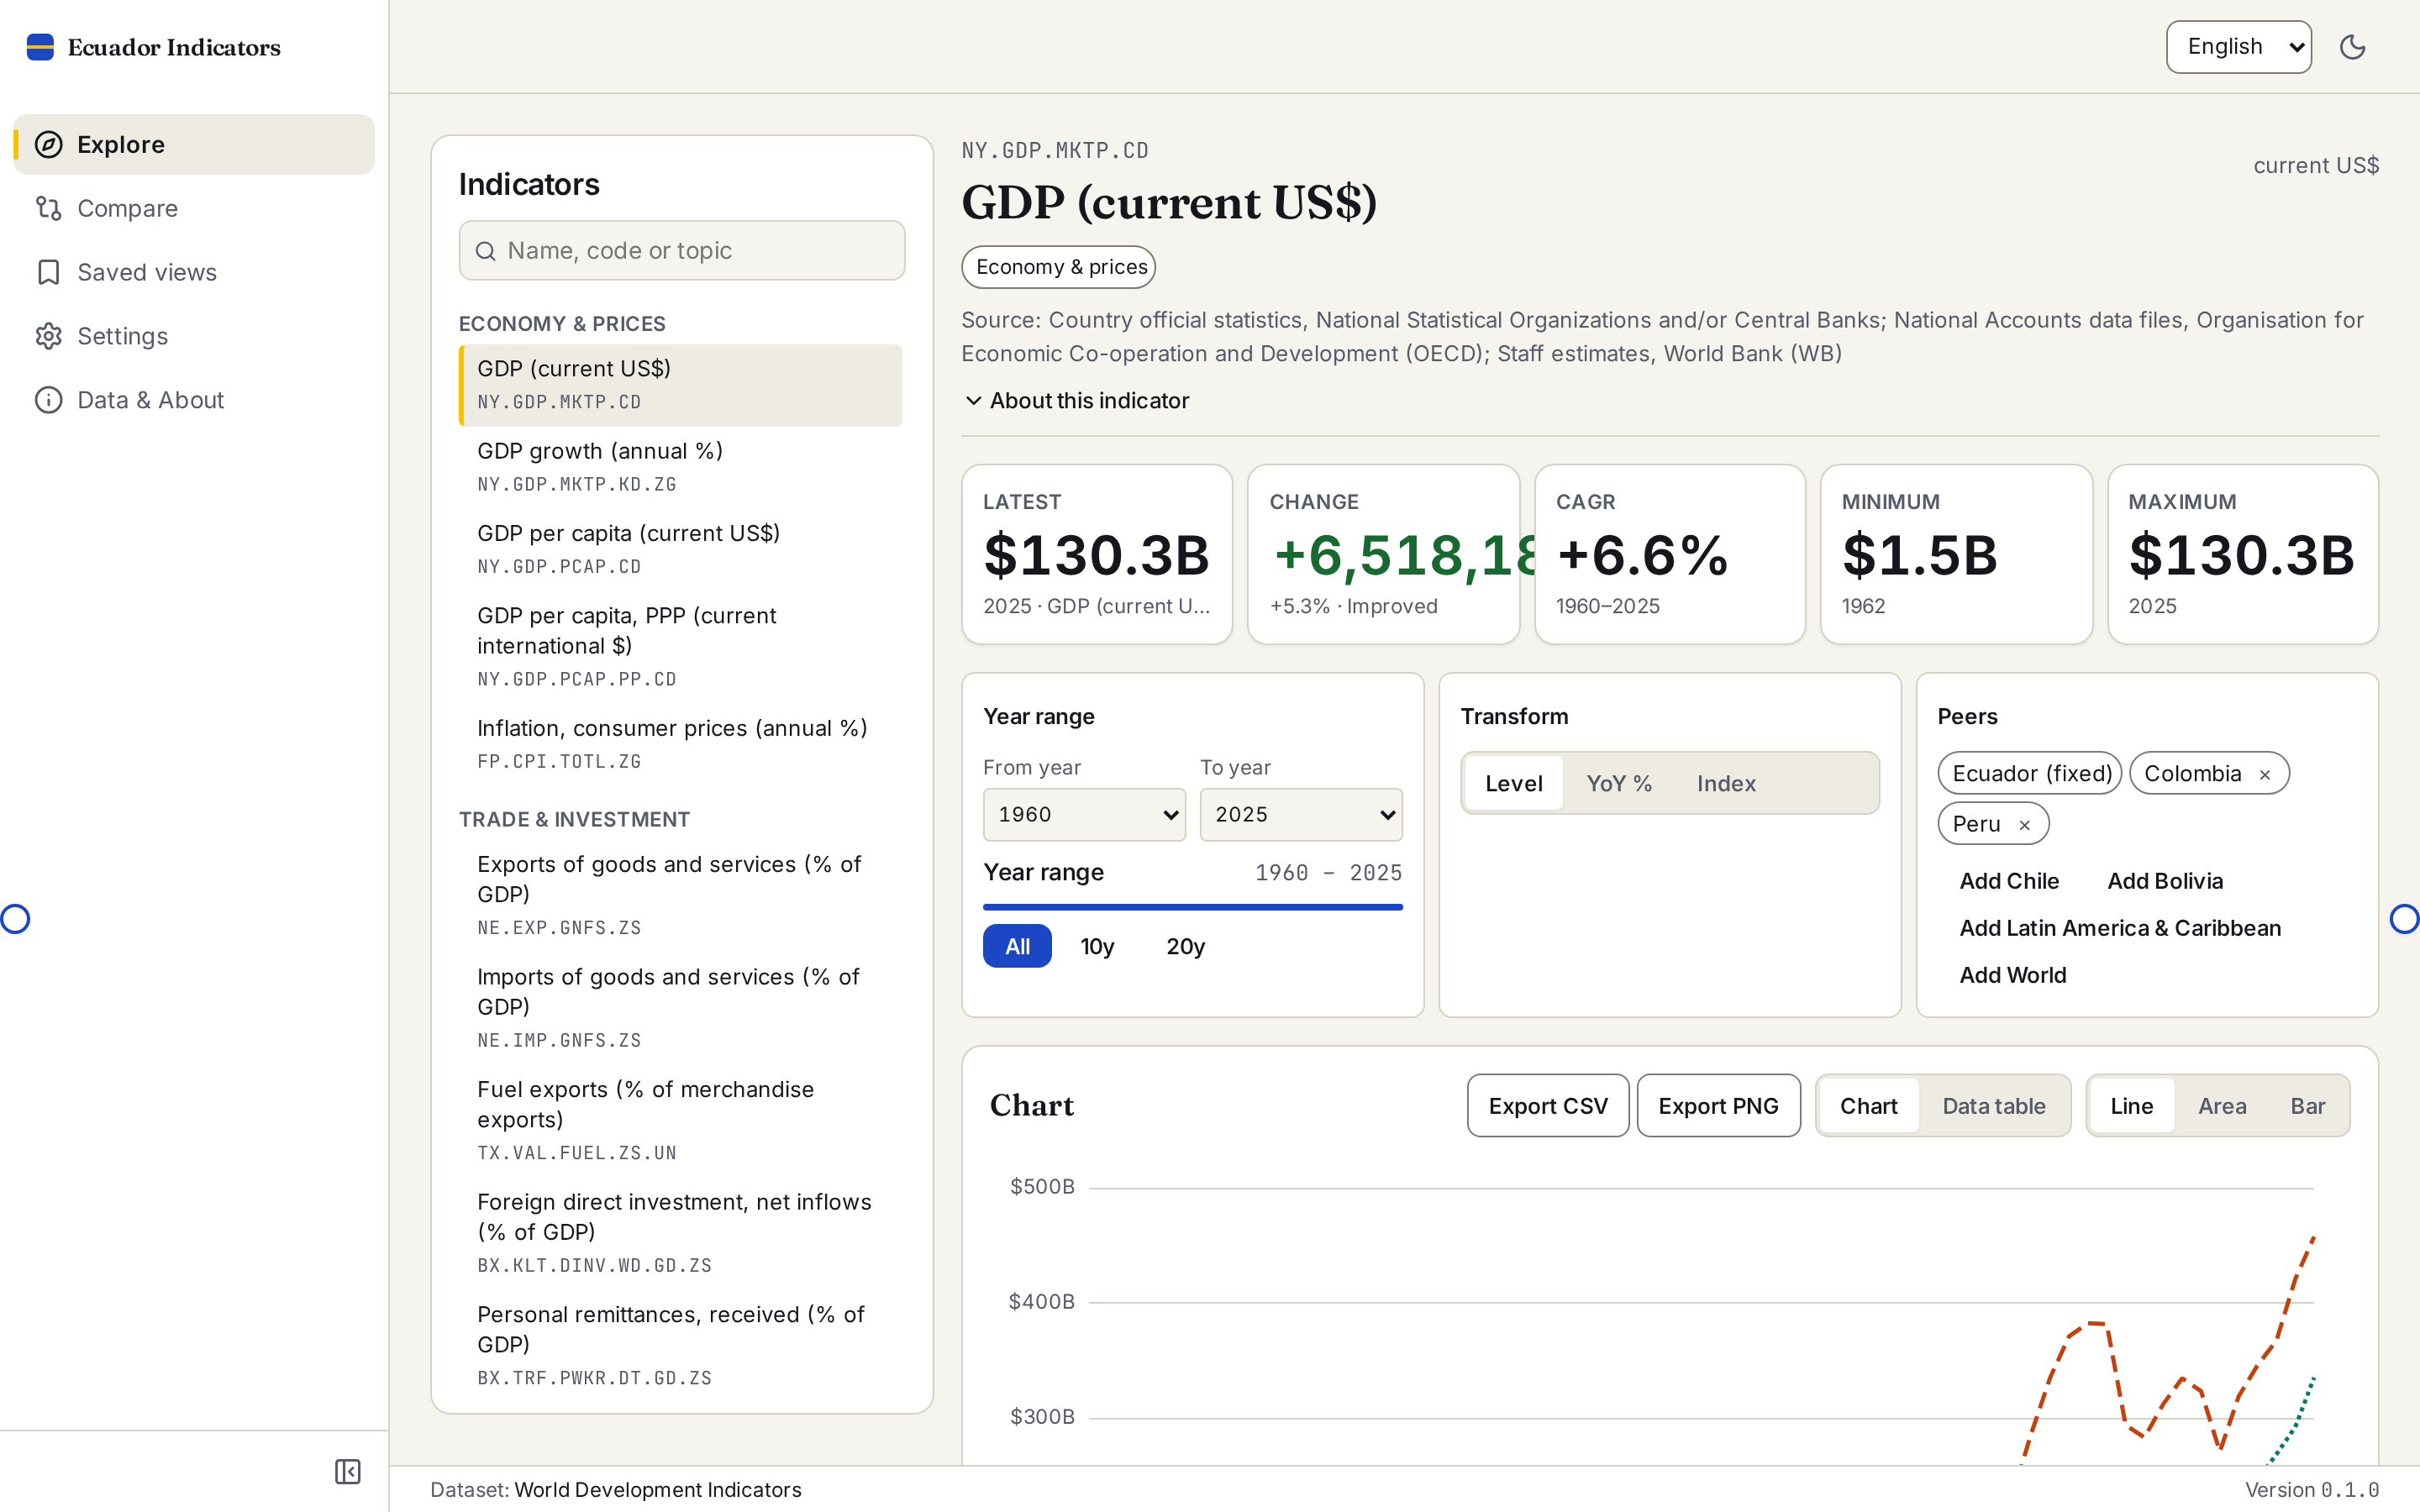 Ecuador Indicators
English
Explore
Compare
Saved views
Settings
Data & About
Indicators
Name, code or topic
ECONOMY & PRICES
GDP (current US$)
NY.GDP.MKTP.CD
GDP growth (annual %)
NY.GDP.MKTP.KD.ZG
GDP per capita (current US$)
NY.GDP.PCAP.CD
GDP per capita, PPP (current
international $)
NY.GDP.PCAP.PP.CD
Inflation, consumer prices (annual %)
FP.CPI.TOTL.ZG
TRADE & INVESTMENT
Exports of goods and services (% of
GDP)
NE.EXP.GNFS.ZS
Imports of goods and services (% of
GDP)
NE.IMP.GNFS.ZS
Fuel exports (% of merchandise
exports)
TX.VAL.FUEL.ZS.UN
Foreign direct investment, net inflows
(% of GDP)
BX.KLT.DINV.WD.GD.ZS
Personal remittances, received (% of
GDP)
BX.TRF.PWKR.DT.GD.ZS
NY.GDP.MKTP.CD
current US$
GDP (current US$)
Economy & prices
Source: Country official statistics, National Statistical Organizations and/or Central Banks; National Accounts data files, Organisation for
Economic Co-operation and Development (OECD); Staff estimates, World Bank (WB)
About this indicator
LATEST
$130.3B
2025 · GDP (current U...
CHANGE
+6,518,18
+5.3% · Improved
CAGR
+6.6%
1960–2025
MINIMUM
$1.5B
1962
MAXIMUM
$130.3B
2025
Year range
From year
To year
1960
2025
Year range
1960 – 2025
All
10y
20y
Transform
Level
YoY %
Index
Peers
Ecuador (fixed)
Colombia ×
Peru ×
Add Chile
Add Bolivia
Add Latin America & Caribbean
Add World
Chart
Export CSV
Export PNG
Chart
Data table
Line
Area
Bar
$500B
$400B
$300B
Dataset: World Development Indicators
Version 0.1.0